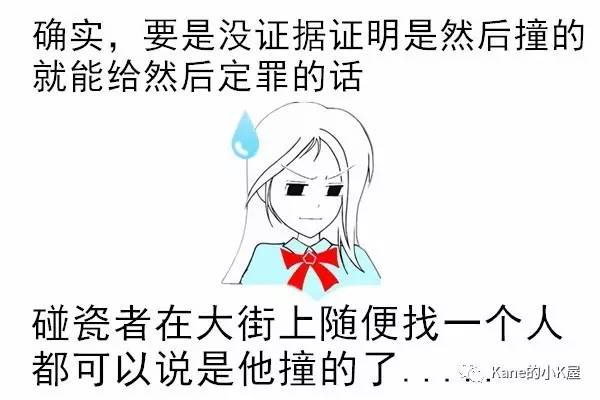 确实，要是没证据证明是然后撞的
就能给然后定罪的话
碰瓷者在大街上随便找一个人
都可以说是他撞的了......
Kane的小K屋